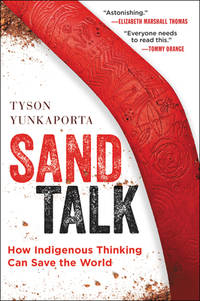 "Astonishing."
—ELIZABETH MARSHALL THOMAS
"Everyone
needs to
read this."
—TOMMY ORANGE
TYSON
YUNKAPORTA
SAND
TALK
How Indigenous Thinking
Can Save the World